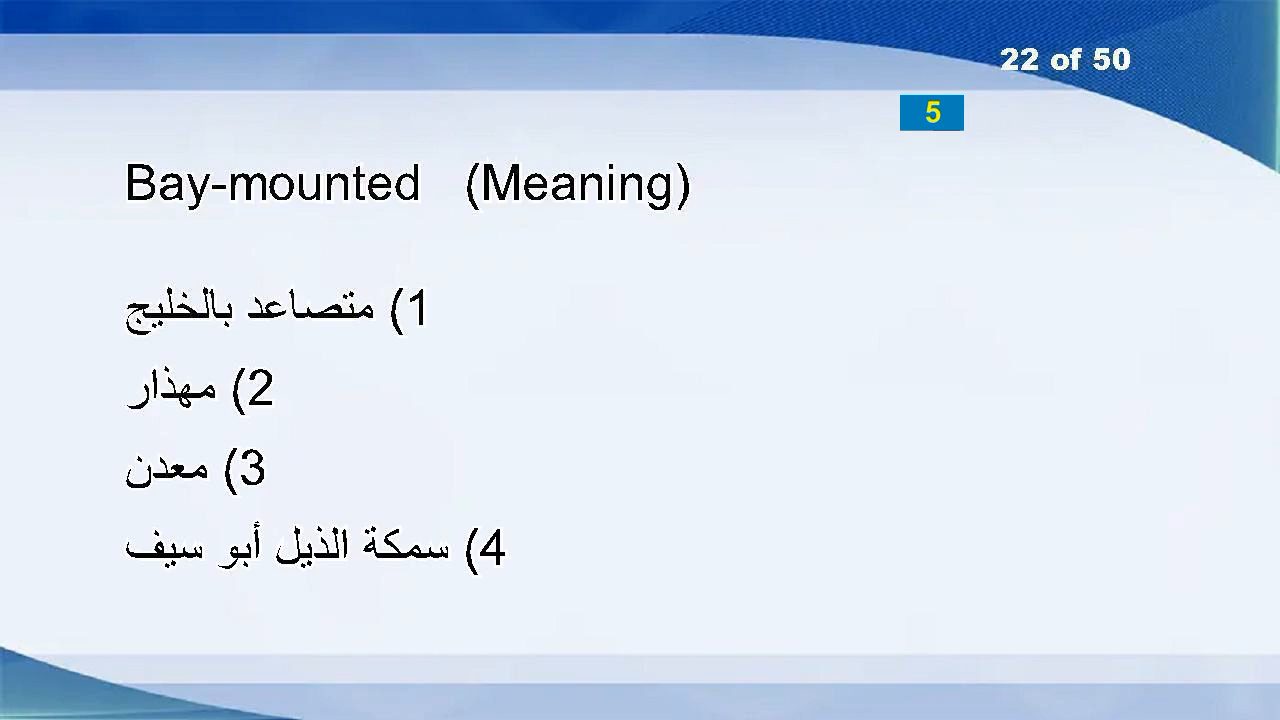 22 of 50
5
Bay-mounted (Meaning)
1) متصاعد بالخليج
2) مهذار
3) معدن
4) سمكة الذيل أبو سيف